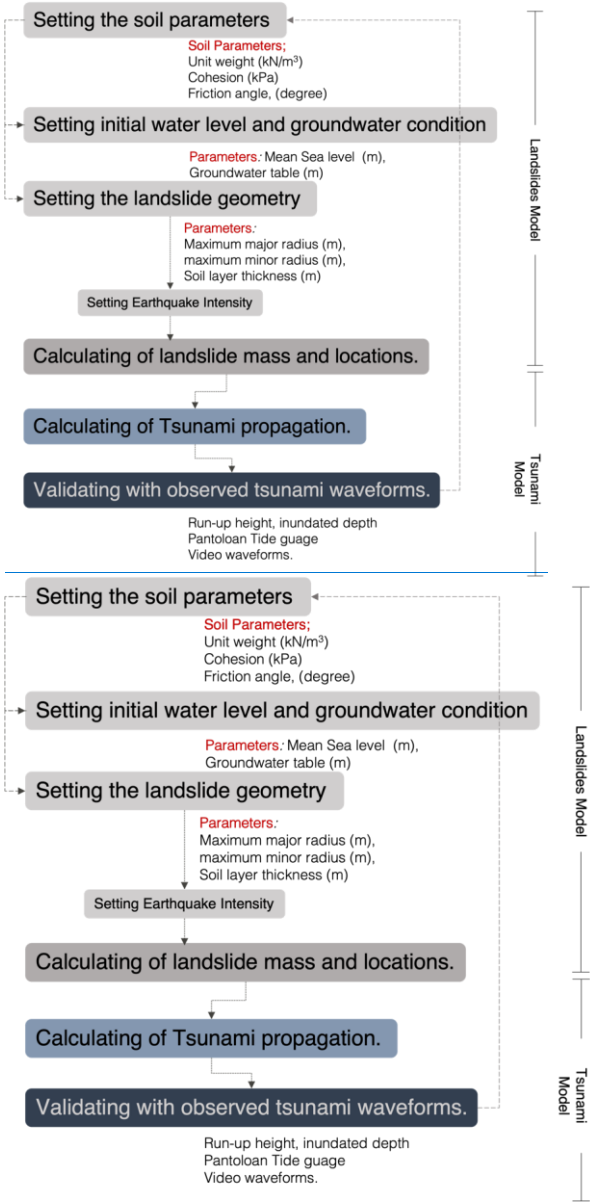 Setting the soil parameters
Soil Parameters;
Unit weight (kN/m³)
Cohesion (kPa)
Friction angle, (degree)
Setting initial water level and groundwater condition
Parameters.: Mean Sea level (m),
Groundwater table (m)
Setting the landslide geometry
Parameters.:
Maximum major radius (m),
maximum minor radius (m),
Soil layer thickness (m)
Setting Earthquake Intensity
Calculating of landslide mass and locations.
Calculating of Tsunami propagation.
Validating with observed tsunami waveforms.
Run-up height, inundated depth
Pantoloan Tide guage
Video waveforms.
Landslides Model
Tsunami
Model
Setting the soil parameters
Soil Parameters;
Unit weight (kN/m³)
Cohesion (kPa)
Friction angle, (degree)
Setting initial water level and groundwater condition
Parameters.: Mean Sea level (m),
Groundwater table (m)
Setting the landslide geometry
Parameters.:
Maximum major radius (m),
maximum minor radius (m),
Soil layer thickness (m)
Setting Earthquake Intensity
Calculating of landslide mass and locations.
Calculating of Tsunami propagation.
Validating with observed tsunami waveforms.
Run-up height, inundated depth
Pantoloan Tide guage
Video waveforms.
Landslides Model
Tsunami
Model